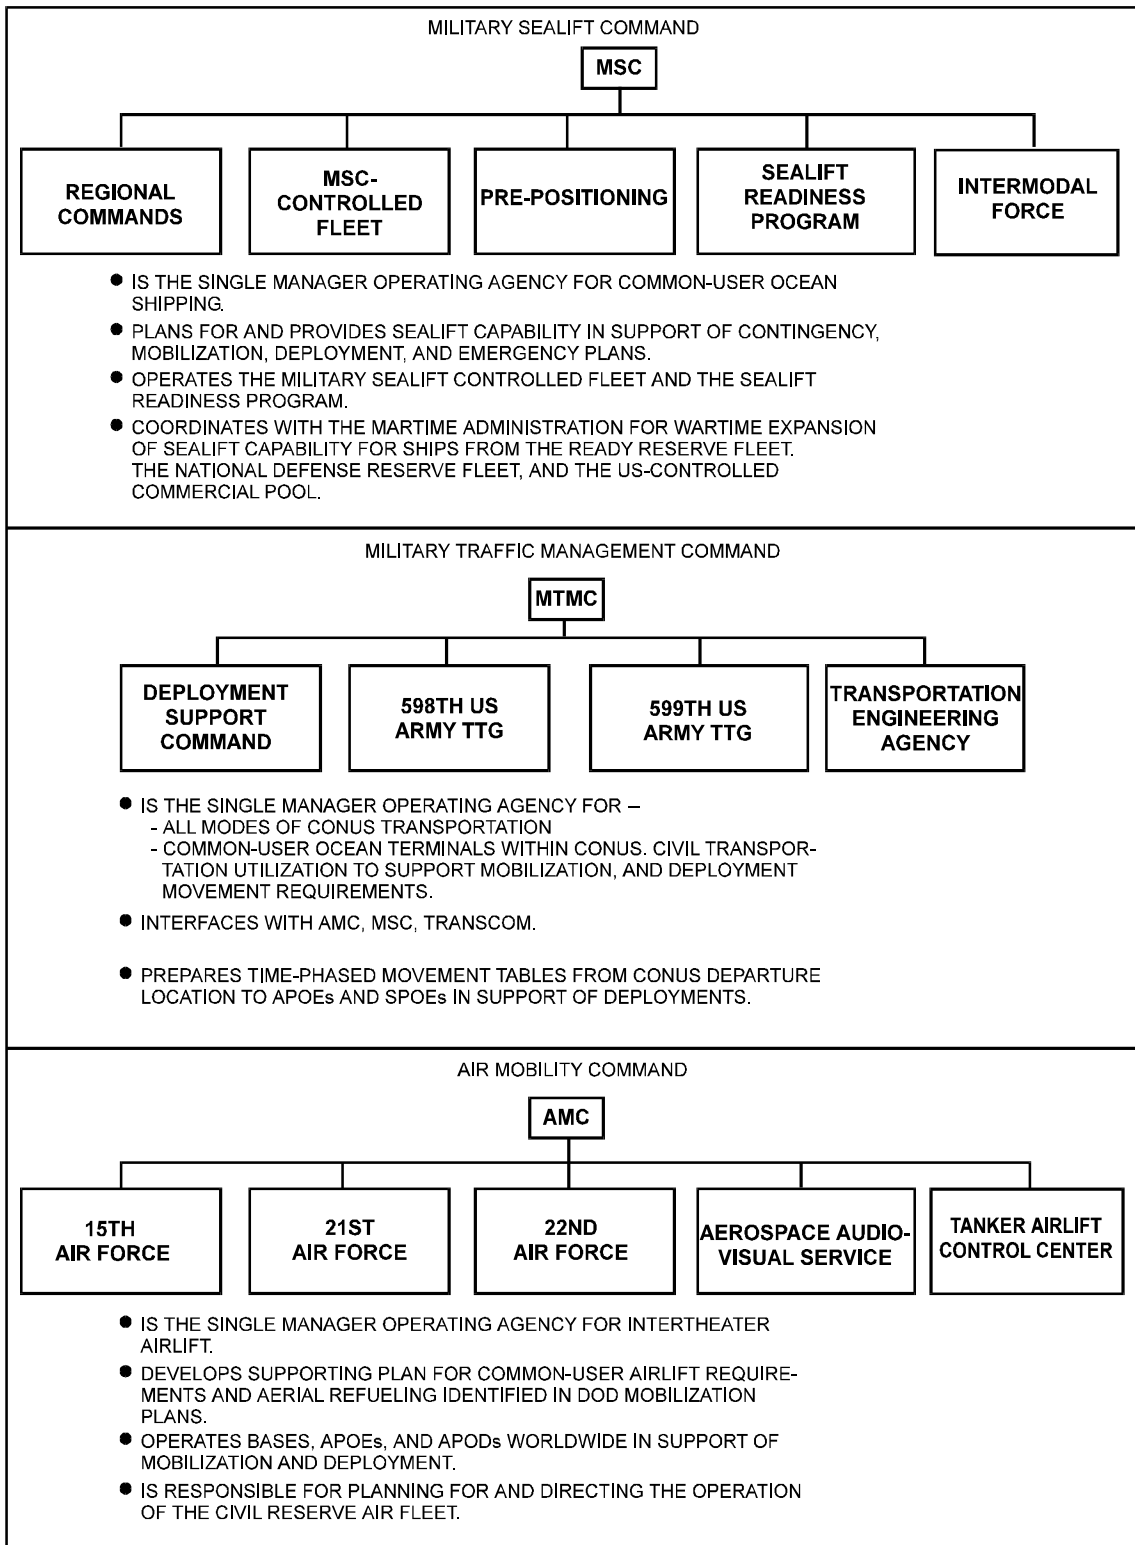 MILITARY SEALIFT COMMAND
MSC
REGIONAL
COMMANDS
MSC-
CONTROLLED
FLEET
PRE-POSITIONING
SEALIFT
READINESS
PROGRAM
INTERMODAL
FORCE
● IS THE SINGLE MANAGER OPERATING AGENCY FOR COMMON-USER OCEAN
SHIPPING.
● PLANS FOR AND PROVIDES SEALIFT CAPABILITY IN SUPPORT OF CONTINGENCY,
MOBILIZATION, DEPLOYMENT, AND EMERGENCY PLANS.
● OPERATES THE MILITARY SEALIFT CONTROLLED FLEET AND THE SEALIFT
READINESS PROGRAM.
● COORDINATES WITH THE MARTIME ADMINISTRATION FOR WARTIME EXPANSION
OF SEALIFT CAPABILITY FOR SHIPS FROM THE READY RESERVE FLEET.
THE NATIONAL DEFENSE RESERVE FLEET, AND THE US-CONTROLLED
COMMERCIAL POOL.
MILITARY TRAFFIC MANAGEMENT COMMAND
MTMC
DEPLOYMENT
SUPPORT
COMMAND
598TH US
ARMY TTG
599TH US
ARMY TTG
TRANSPORTATION
ENGINEERING
AGENCY
● IS THE SINGLE MANAGER OPERATING AGENCY FOR –
- ALL MODES OF CONUS TRANSPORTATION
- COMMON-USER OCEAN TERMINALS WITHIN CONUS. CIVIL TRANSPOR-
TATION UTILIZATION TO SUPPORT MOBILIZATION, AND DEPLOYMENT
MOVEMENT REQUIREMENTS.
● INTERFACES WITH AMC, MSC, TRANSCOM.
● PREPARES TIME-PHASED MOVEMENT TABLES FROM CONUS DEPARTURE
LOCATION TO APOEs AND SPOEs IN SUPPORT OF DEPLOYMENTS.
AIR MOBILITY COMMAND
AMC
15TH
AIR FORCE
21ST
AIR FORCE
22ND
AIR FORCE
AEROSPACE AUDIO-
VISUAL SERVICE
TANKER AIRLIFT
CONTROL CENTER
● IS THE SINGLE MANAGER OPERATING AGENCY FOR INTERTHEATER
AIRLIFT.
● DEVELOPS SUPPORTING PLAN FOR COMMON-USER AIRLIFT REQUIRE-
MENTS AND AERIAL REFUELING IDENTIFIED IN DOD MOBILIZATION
PLANS.
● OPERATES BASES, APOEs, AND APODs WORLDWIDE IN SUPPORT OF
MOBILIZATION AND DEPLOYMENT.
● IS RESPONSIBLE FOR PLANNING FOR AND DIRECTING THE OPERATION
OF THE CIVIL RESERVE AIR FLEET.